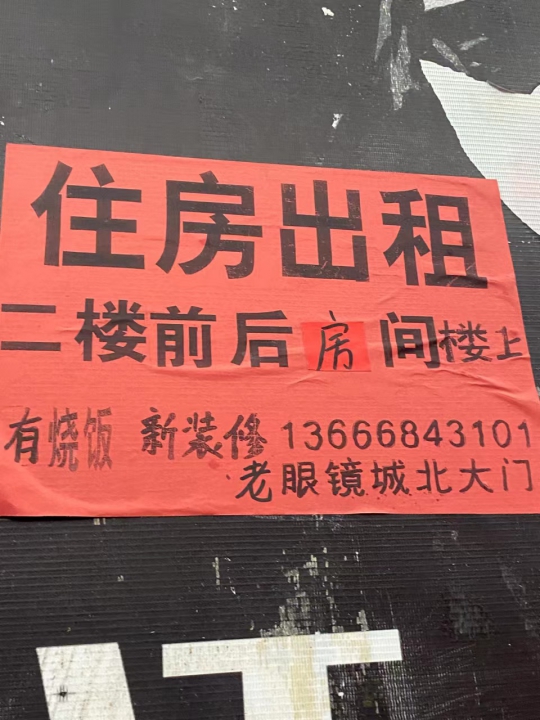 住房出租
二楼前后房间楼上
有烧饭 新装修 13666843101
老眼镜城北大门